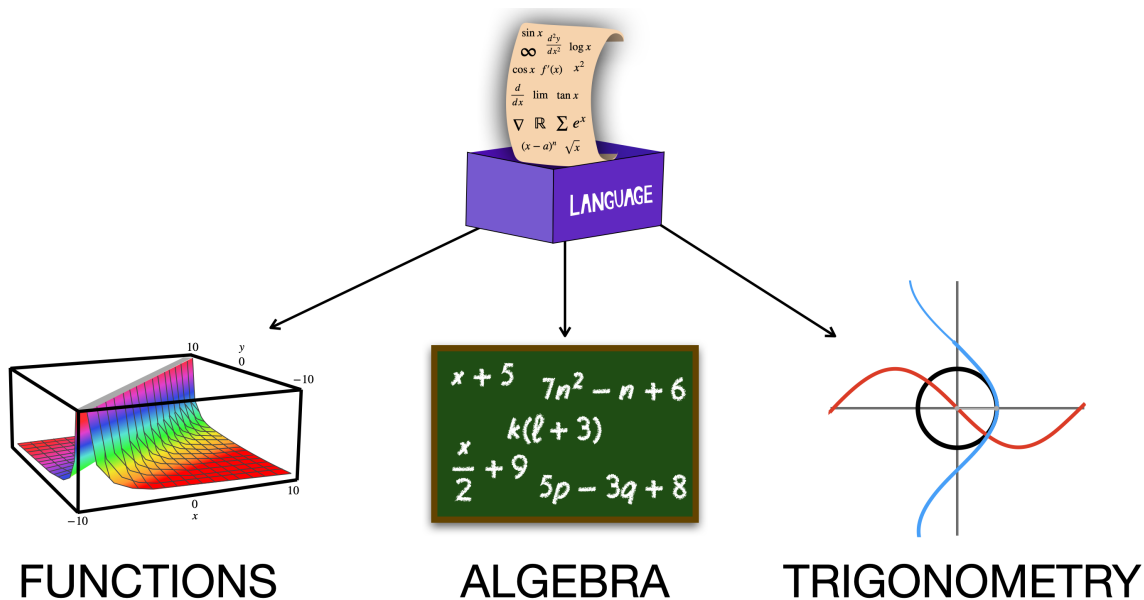 sin x
∞ d²y/dx² log x
cos x f′(x) x²
d/dx lim tan x
∇ ℝ ∑ eˣ
(x − a)ⁿ √x
LANGUAGE
10
y
0
−10
−10
0
x
10
x + 5
7n² − n + 6
k(ℓ + 3)
x/2 + 9
5p − 3q + 8
FUNCTIONS
ALGEBRA
TRIGONOMETRY